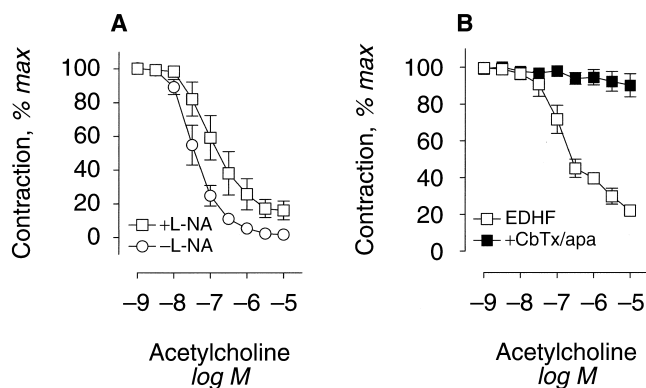 A
Contraction, % max
100
80
60
40
20
0
+L-NA
–L-NA
–9 –8 –7 –6 –5
Acetylcholine
log M
B
Contraction, % max
100
80
60
40
20
0
EDHF
+CbTx/apa
–9 –8 –7 –6 –5
Acetylcholine
log M